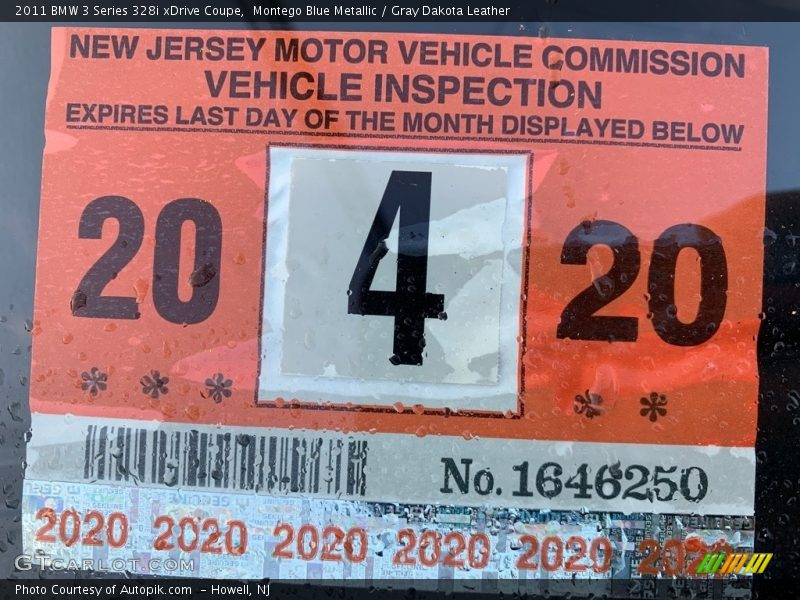 2011 BMW 3 Series 328i xDrive Coupe,  Montego Blue Metallic / Gray Dakota Leather
NEW JERSEY MOTOR VEHICLE COMMISSION
VEHICLE INSPECTION
EXPIRES LAST DAY OF THE MONTH DISPLAYED BELOW
20 4 20
*** **
No. 1646250
2020 2020 2020 2020 2020 2020
GTCarLot.com
Photo Courtesy of Autopik.com  – Howell, NJ